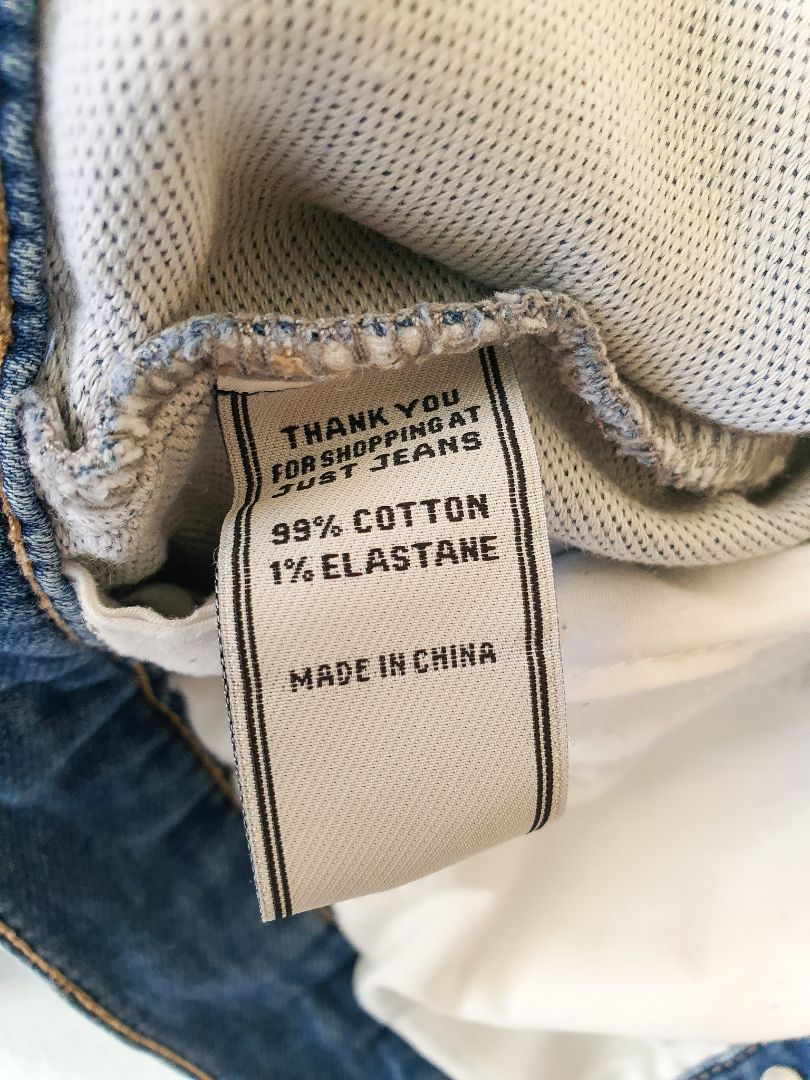 THANK YOU
FOR SHOPPING AT
JUST JEANS
99% COTTON
1% ELASTANE
MADE IN CHINA